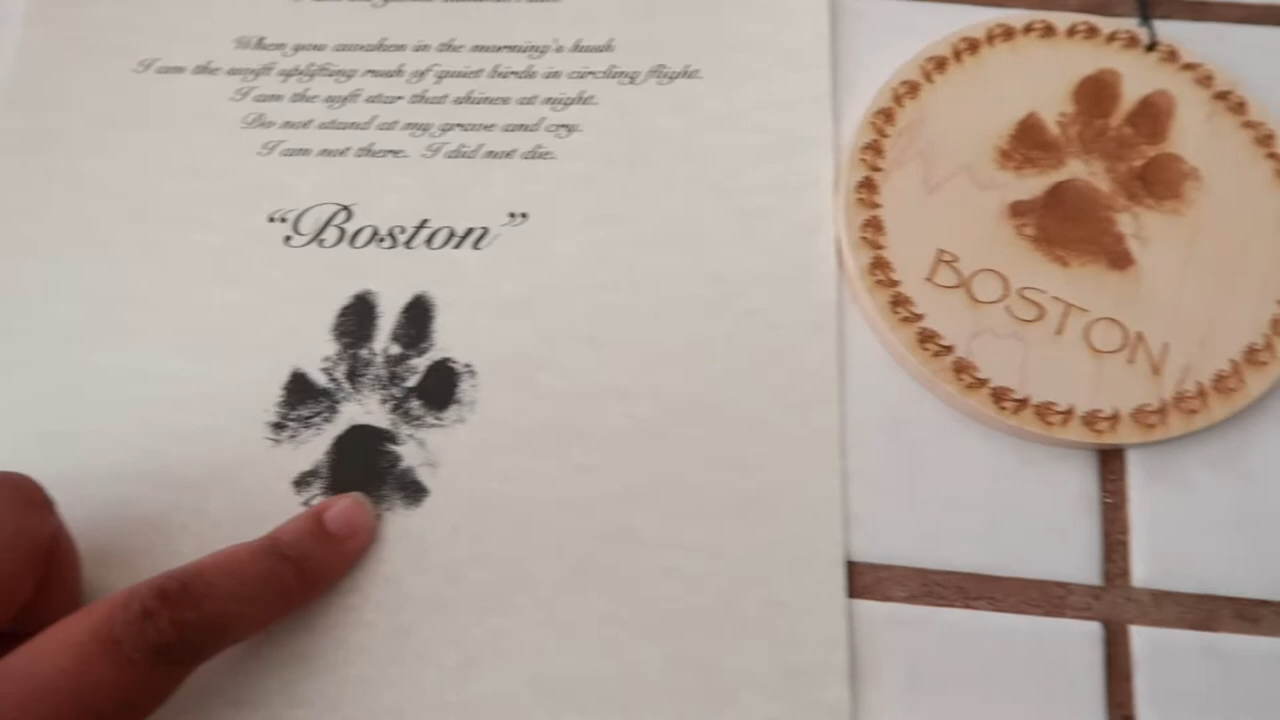 When you awaken in the morning's hush
I am the swift uplifting rush of quiet birds in circling flight.
I am the soft star that shines at night.
Do not stand at my grave and cry.
I am not there. I did not die.
“Boston”
BOSTON